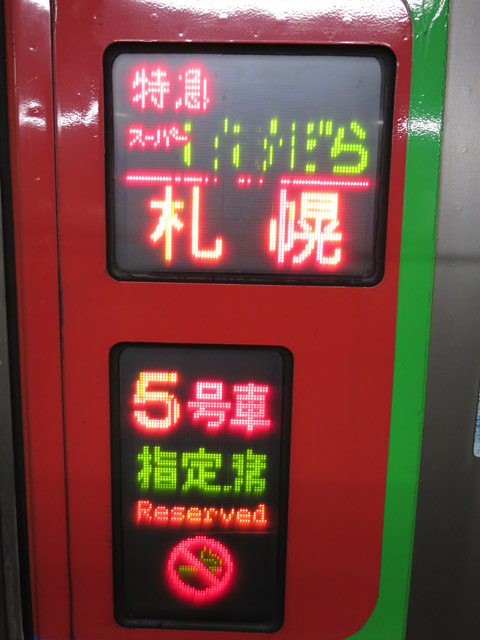 特急
スーパー
札幌
5号車
指定席
Reserved